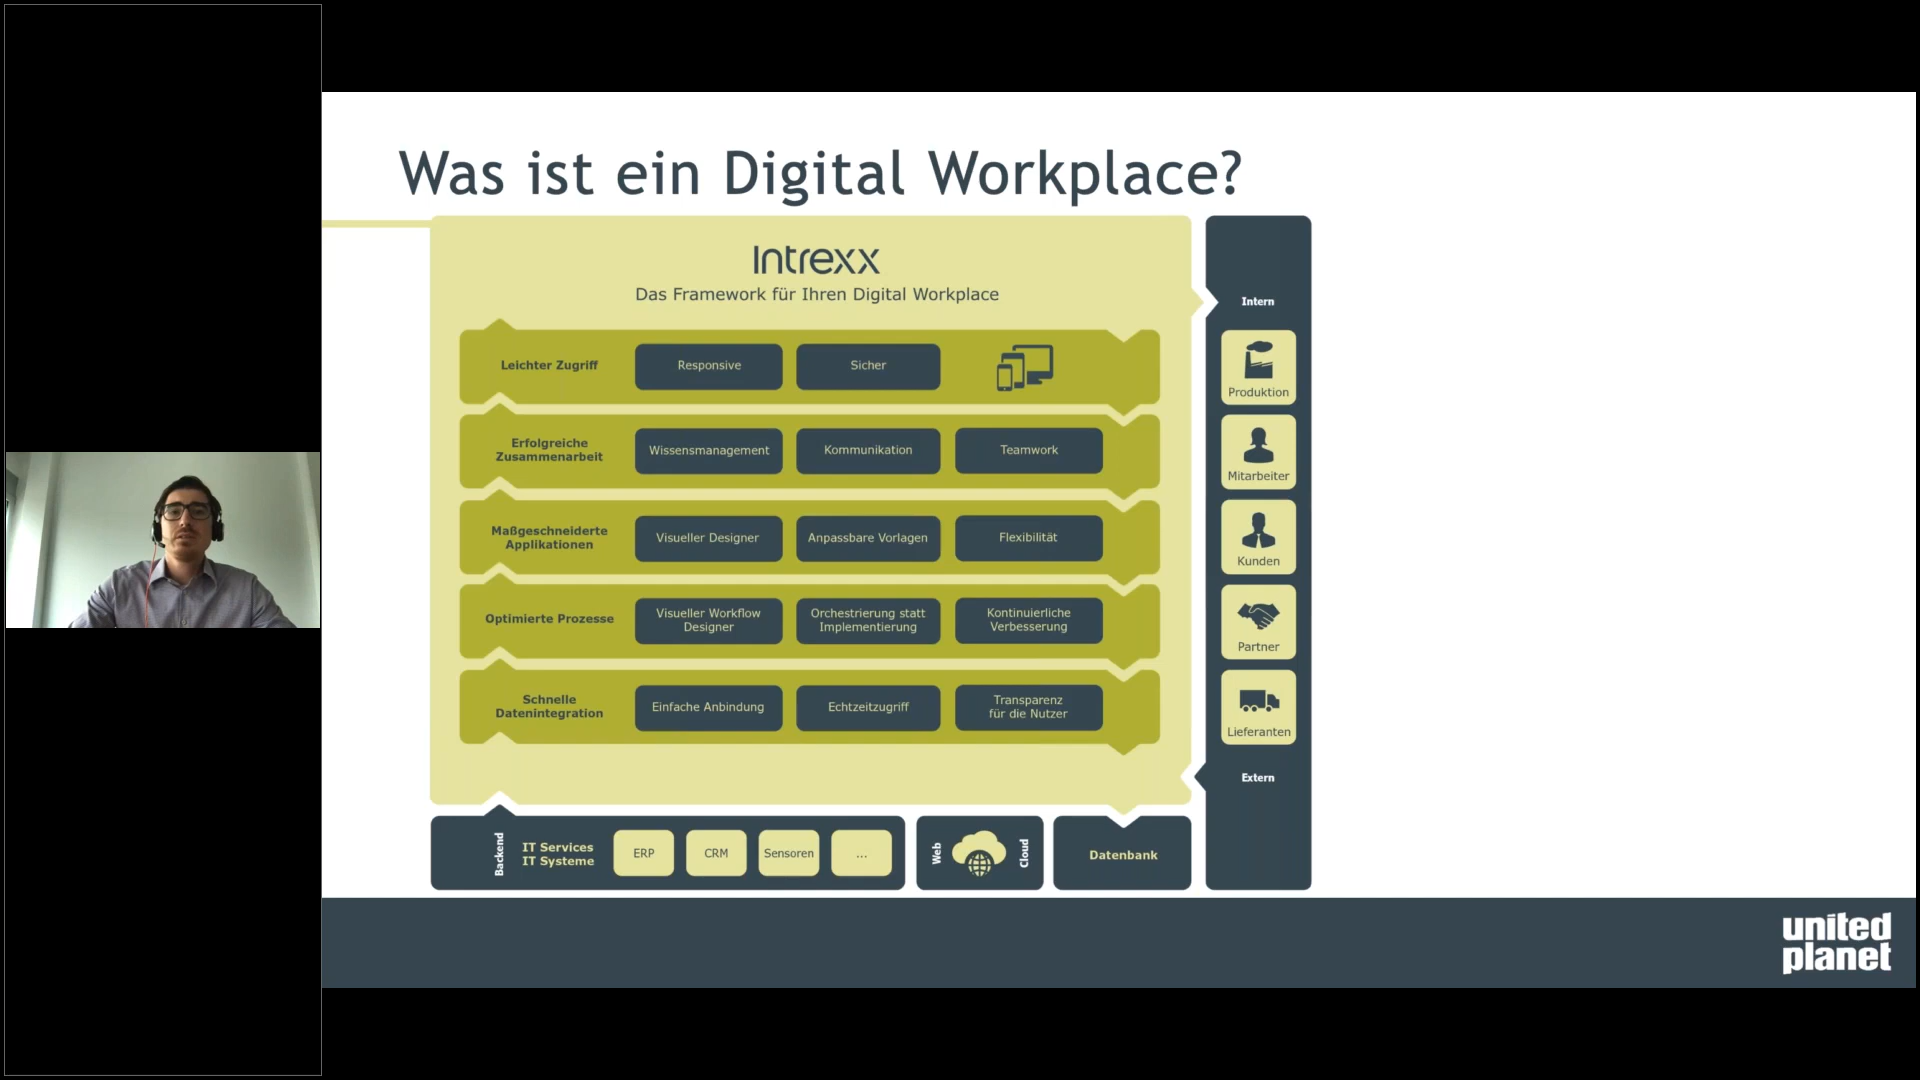 Was ist ein Digital Workplace?
Intrexx
Das Framework für Ihren Digital Workplace
Leichter Zugriff
Responsive
Sicher
Erfolgreiche
Zusammenarbeit
Wissensmanagement
Kommunikation
Teamwork
Maßgeschneiderte
Applikationen
Visueller Designer
Anpassbare Vorlagen
Flexibilität
Optimierte Prozesse
Visueller Workflow
Designer
Orchestrierung statt
Implementierung
Kontinuierliche
Verbesserung
Schnelle
Datenintegration
Einfache Anbindung
Echtzeitzugriff
Transparenz
für die Nutzer
Intern
Produktion
Mitarbeiter
Kunden
Partner
Lieferanten
Extern
Backend
IT Services
IT Systeme
ERP
CRM
Sensoren
...
Web
Cloud
Datenbank
united
planet